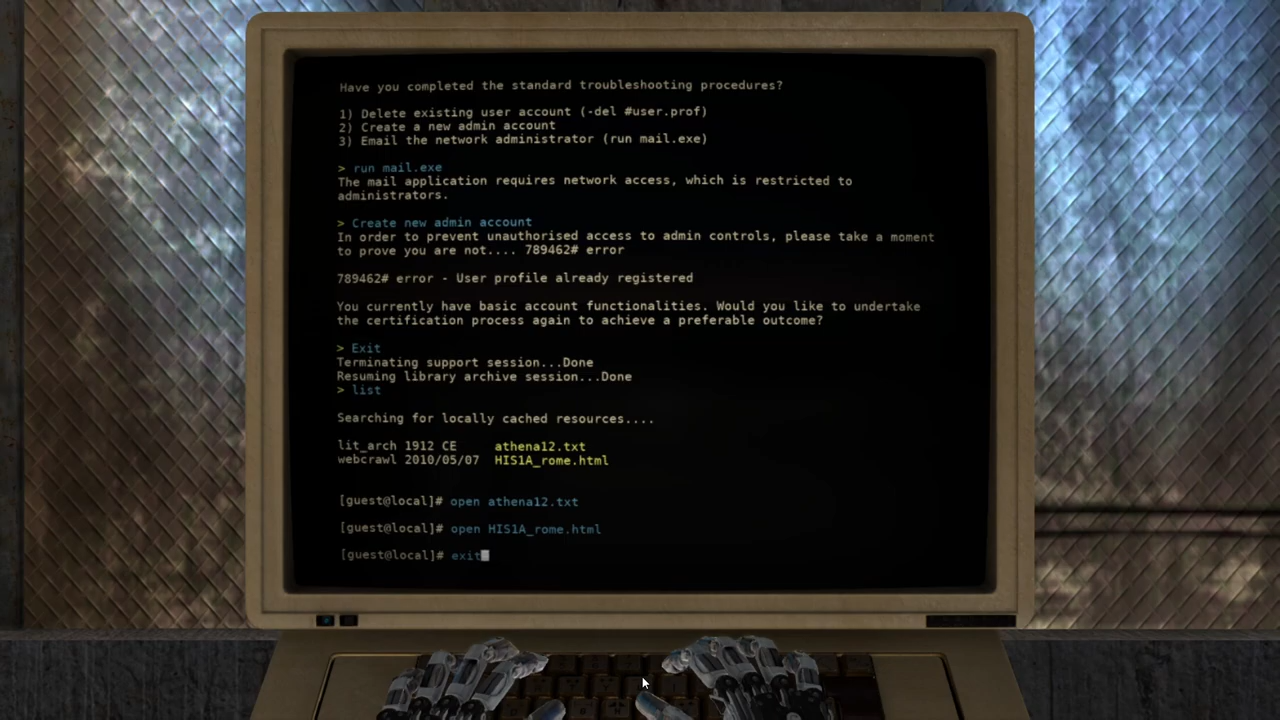 Have you completed the standard troubleshooting procedures?
1) Delete existing user account (-del #user.prof)
2) Create a new admin account
3) Email the network administrator (run mail.exe)
> run mail.exe
The mail application requires network access, which is restricted to
administrators.
> Create new admin account
In order to prevent unauthorised access to admin controls, please take a moment
to prove you are not.... 789462# error
789462# error - User profile already registered
You currently have basic account functionalities. Would you like to undertake
the certification process again to achieve a preferable outcome?
> Exit
Terminating support session...Done
Resuming library archive session...Done
> list
Searching for locally cached resources....
lit_arch 1912 CE athena12.txt
webcrawl 2010/05/07 HIS1A_rome.html
[guest@local]# open athena12.txt
[guest@local]# open HIS1A_rome.html
[guest@local]# exit